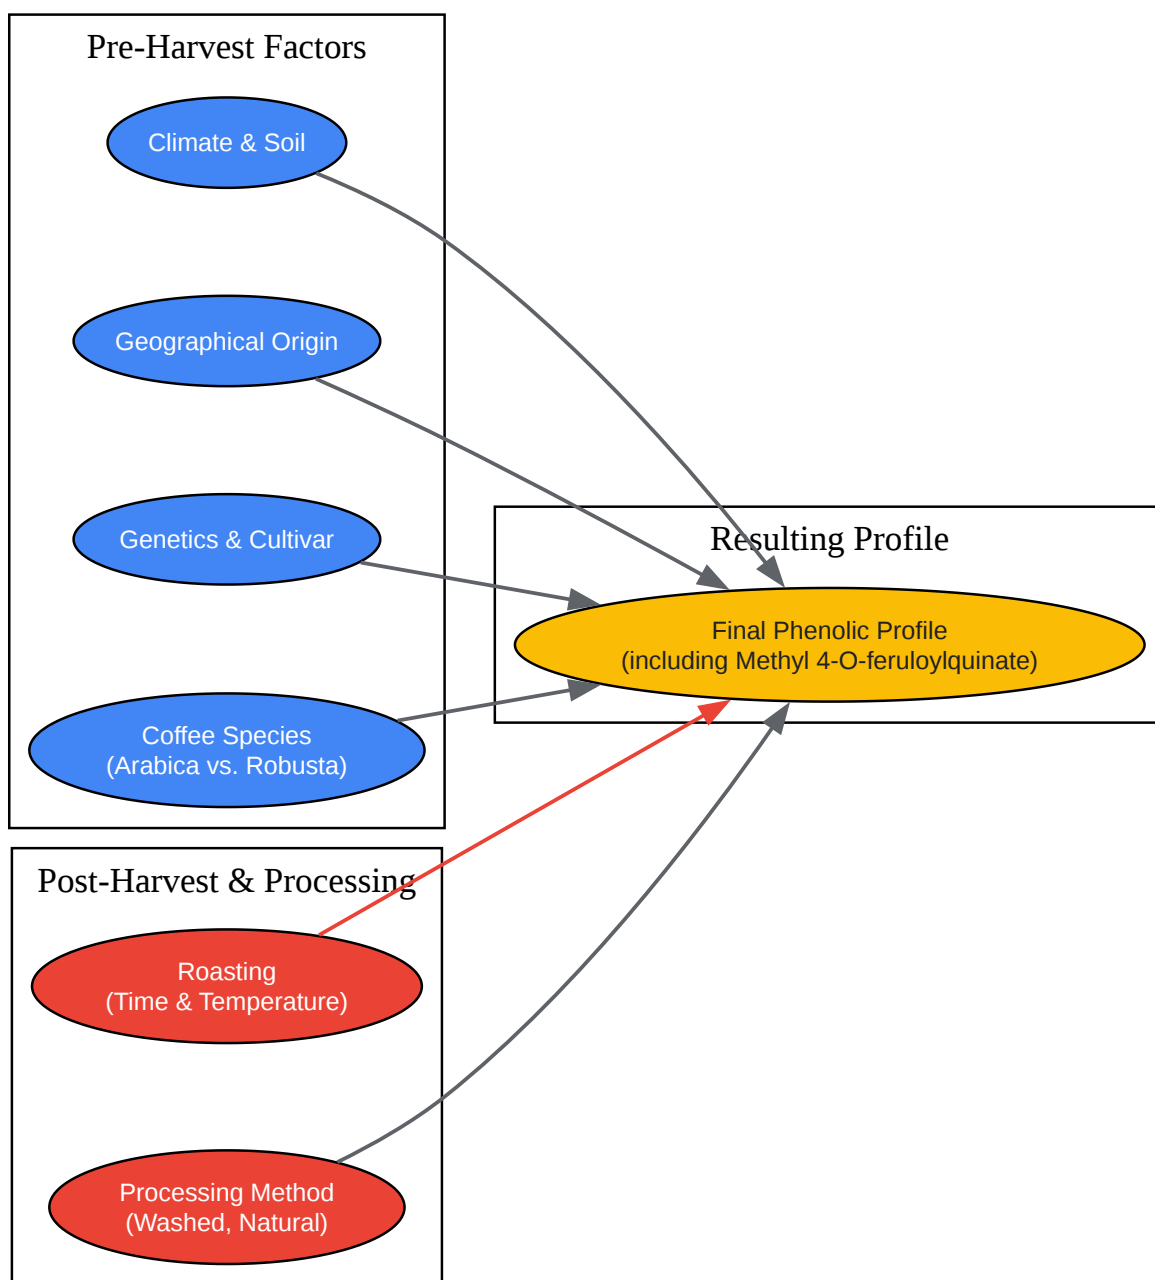 Pre-Harvest Factors
Climate & Soil
Geographical Origin
Genetics & Cultivar
Coffee Species
(Arabica vs. Robusta)
Resulting Profile
Final Phenolic Profile
(including Methyl 4-O-feruloylquinate)
Post-Harvest & Processing
Roasting
(Time & Temperature)
Processing Method
(Washed, Natural)